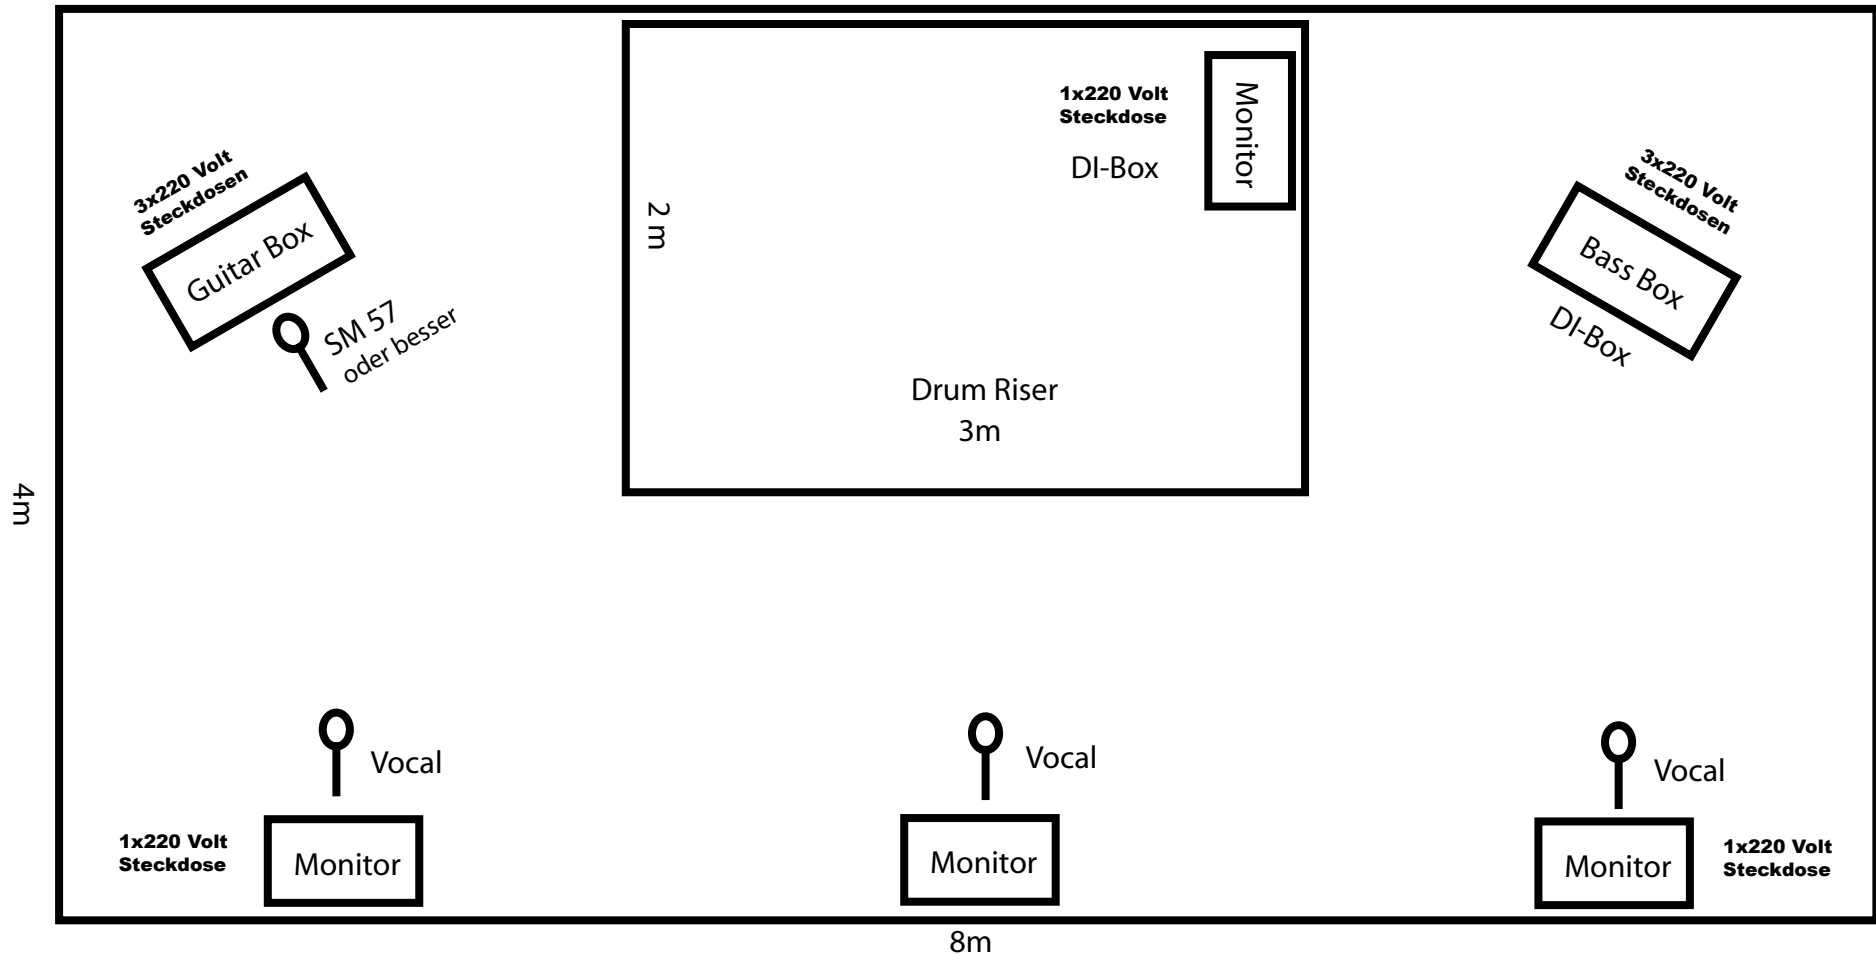 3x220 Volt
Steckdosen
Guitar Box
SM 57
oder besser
2 m
1x220 Volt
Steckdose
DI-Box
Monitor
Drum Riser
3m
3x220 Volt
Steckdosen
Bass Box
DI-Box
4m
Vocal
1x220 Volt
Steckdose
Monitor
Vocal
Monitor
Vocal
Monitor
1x220 Volt
Steckdose
8m